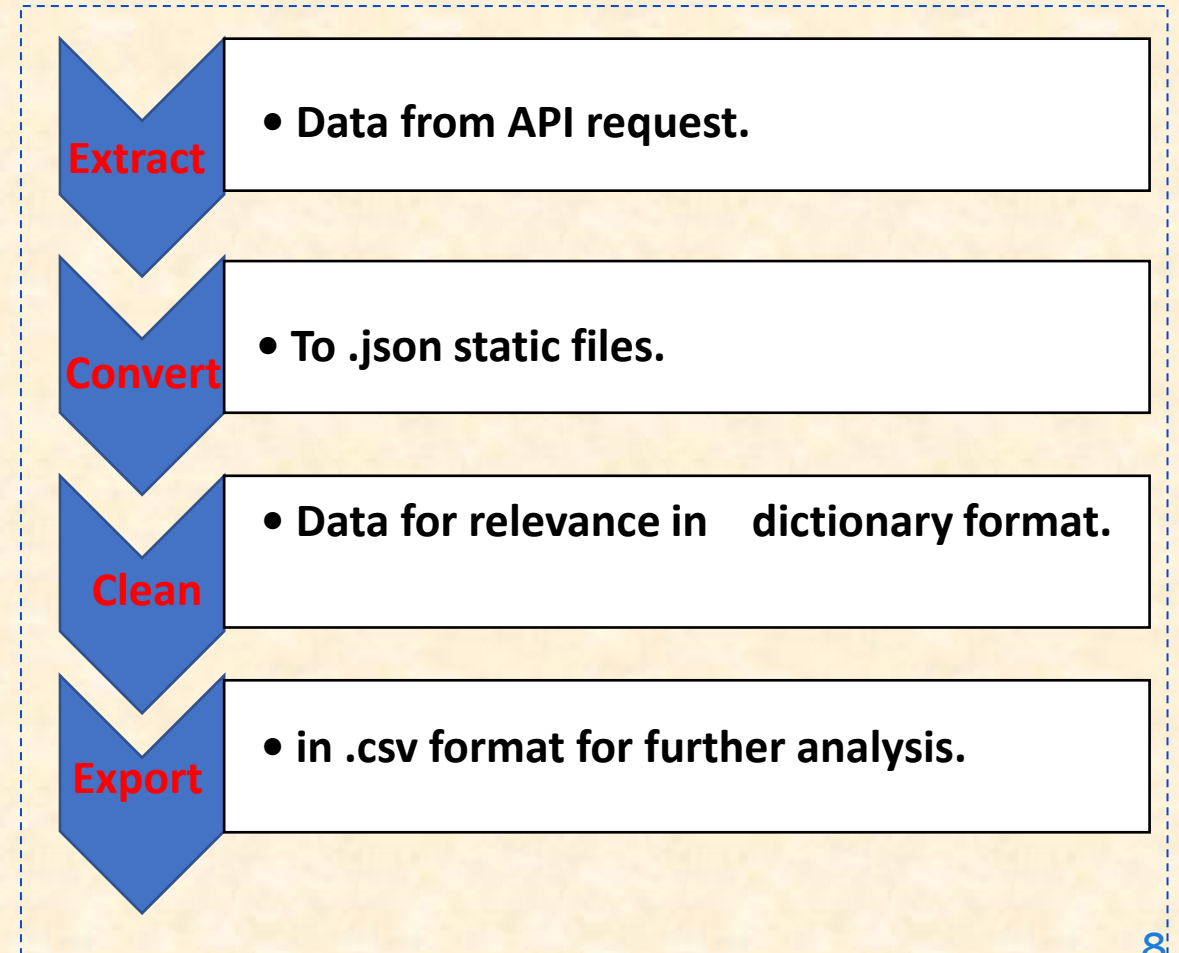 Extract
• Data from API request.
Convert
• To .json static files.
Clean
• Data for relevance in    dictionary format.
Export
• in .csv format for further analysis.
8